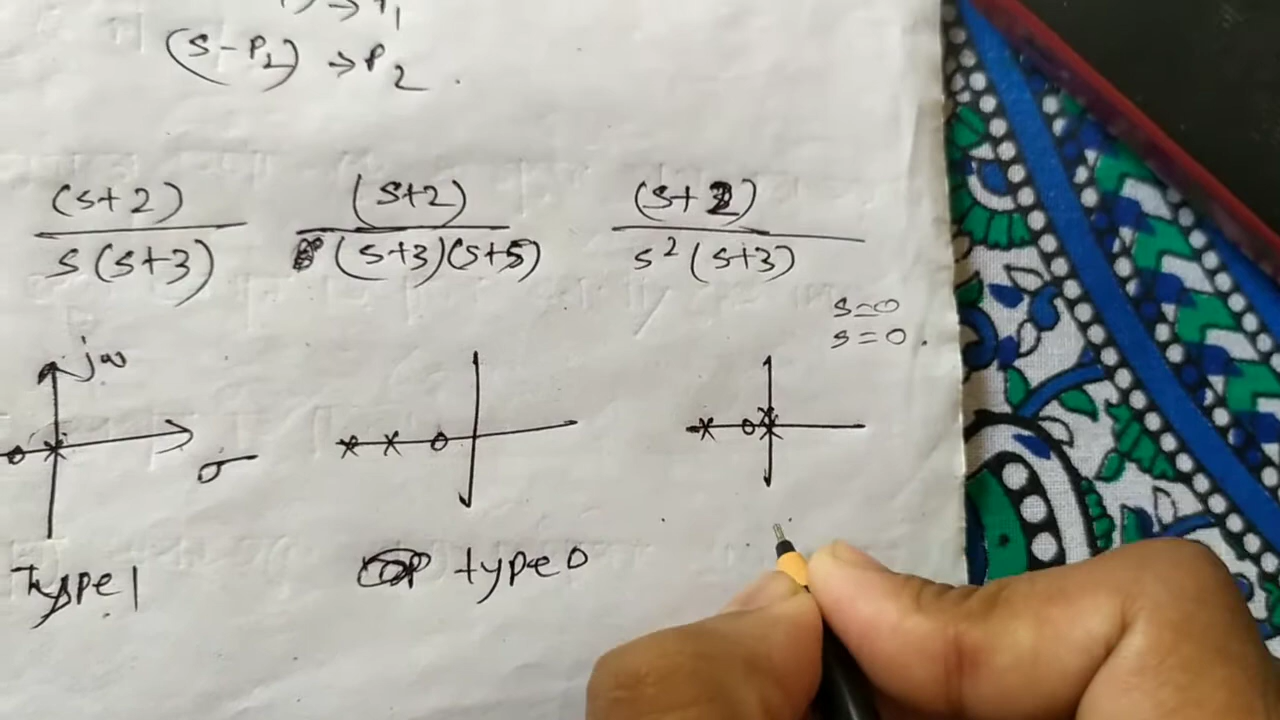 (s-P₂) → P₂.
(s+2) / s(s+3)
(s+2) / (s+3)(s+5)
(s+2) / s²(s+3)
s=0
s=0.
jω
σ
Type 1
type 0